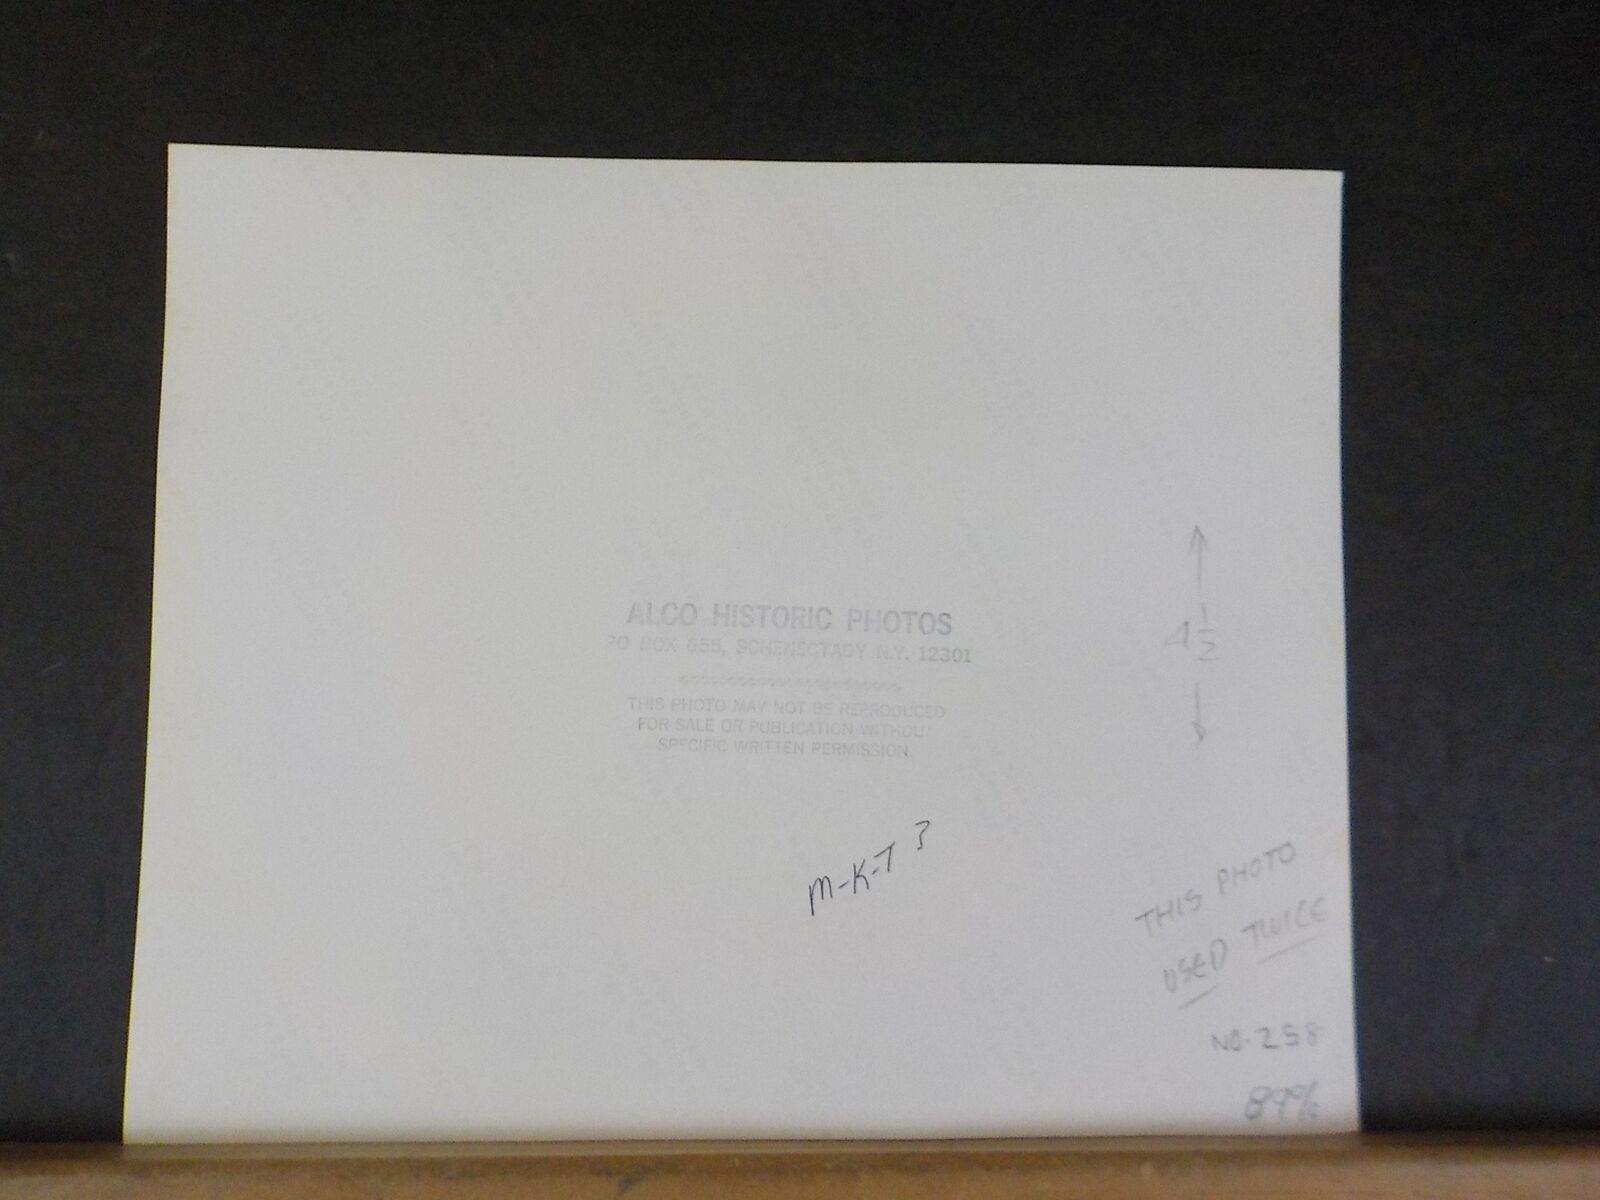 ALCO HISTORIC PHOTOS
PO BOX 655, SCHENECTADY N.Y. 12301
THIS PHOTO MAY NOT BE REPRODUCED
FOR SALE OR PUBLICATION WITHOUT
SPECIFIC WRITTEN PERMISSION.
4 1/2
M-K-T 3
THIS PHOTO
USED TWICE
NO. 258
89%